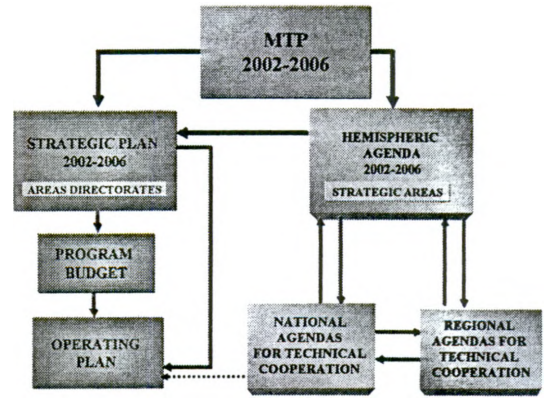 MTP
2002-2006
STRATEGIC PLAN
2002-2006
AREAS DIRECTORATES
HEMISPHERIC
AGENDA
2002-2006
STRATEGIC AREAS
PROGRAM
BUDGET
OPERATING
PLAN
NATIONAL
AGENDAS
FOR TECHNICAL
COOPERATION
REGIONAL
AGENDAS FOR
TECHNICAL
COOPERATION